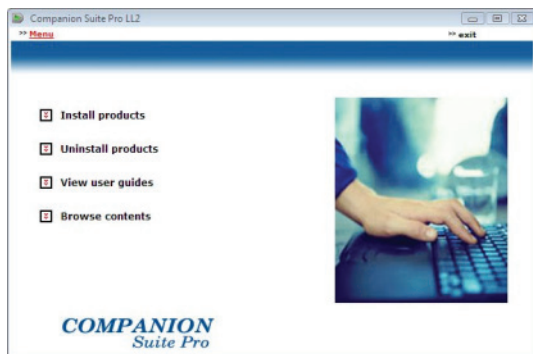 Companion Suite Pro LL2
>> Menu
>> exit
Install products
Uninstall products
View user guides
Browse contents
COMPANION
Suite Pro